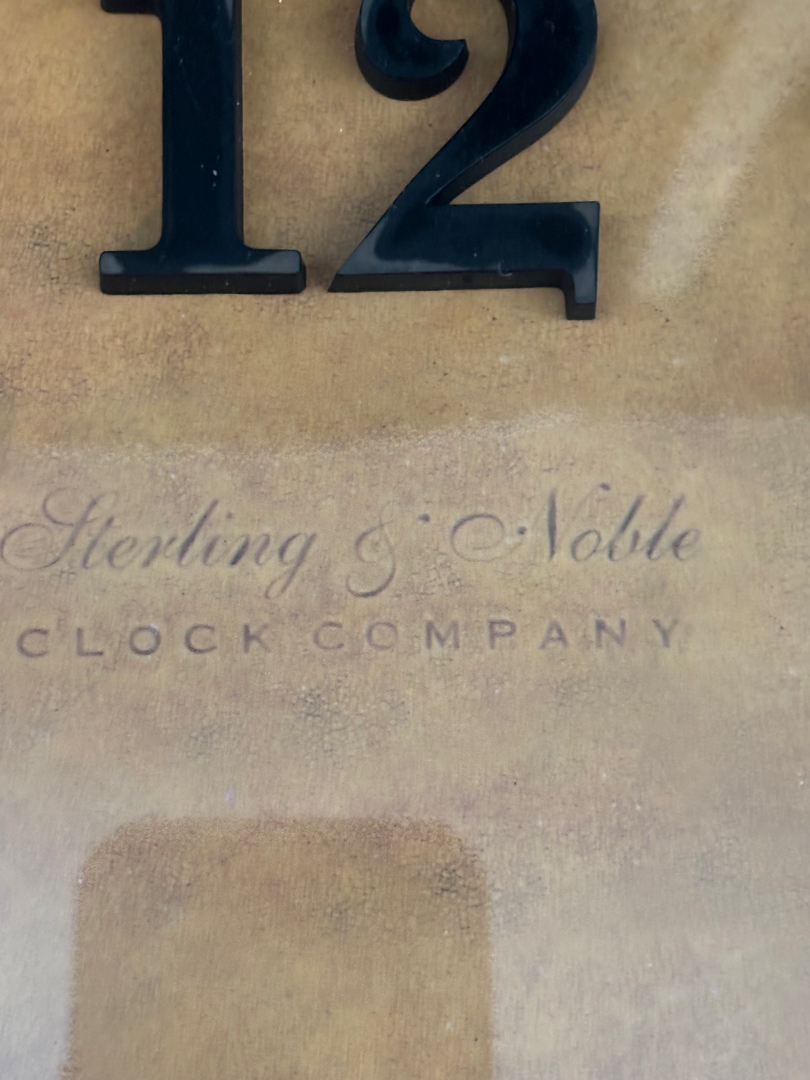 12
Sterling & Noble
CLOCK COMPANY